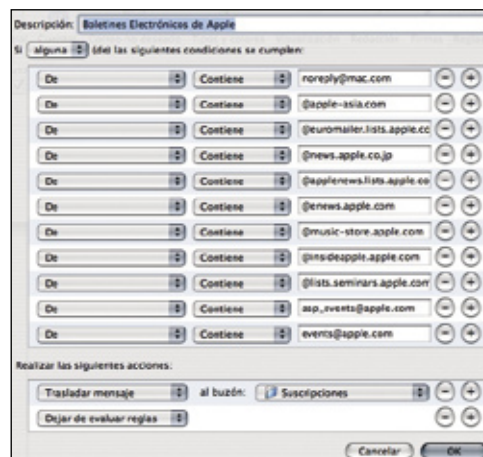 Descripción: Boletines Electrónicos de Apple
Si alguna (de) las siguientes condiciones se cumplen:
De Contiene noreply@mac.com
De Contiene @apple-asia.com
De Contiene @euromailer.lists.apple.co
De Contiene @news.apple.co.jp
De Contiene @applenews.lists.apple.co
De Contiene @enews.apple.com
De Contiene @music-store.apple.com
De Contiene @insideapple.apple.com
De Contiene @lists.seminars.apple.com
De Contiene asp_events@apple.com
De Contiene events@apple.com
Realizar las siguientes acciones:
Trasladar mensaje al buzón: Suscripciones
Dejar de evaluar reglas
Cancelar OK